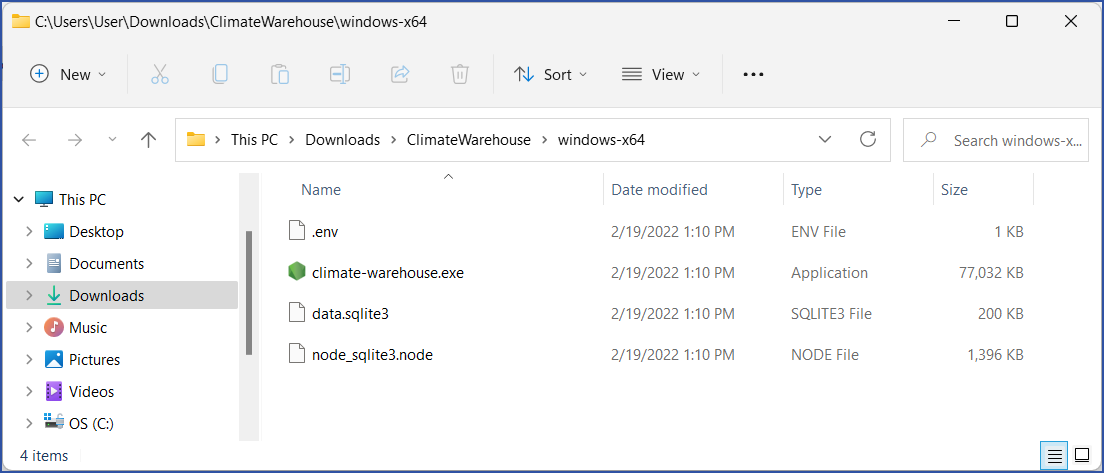 C:\Users\User\Downloads\ClimateWarehouse\windows-x64
New Sort View
This PC Downloads ClimateWarehouse windows-x64 Search windows-x...
Name Date modified Type Size
This PC
Desktop
Documents
Downloads
Music
Pictures
Videos
OS (C:)
.env 2/19/2022 1:10 PM ENV File 1 KB
climate-warehouse.exe 2/19/2022 1:10 PM Application 77,032 KB
data.sqlite3 2/19/2022 1:10 PM SQLITE3 File 200 KB
node_sqlite3.node 2/19/2022 1:10 PM NODE File 1,396 KB
4 items